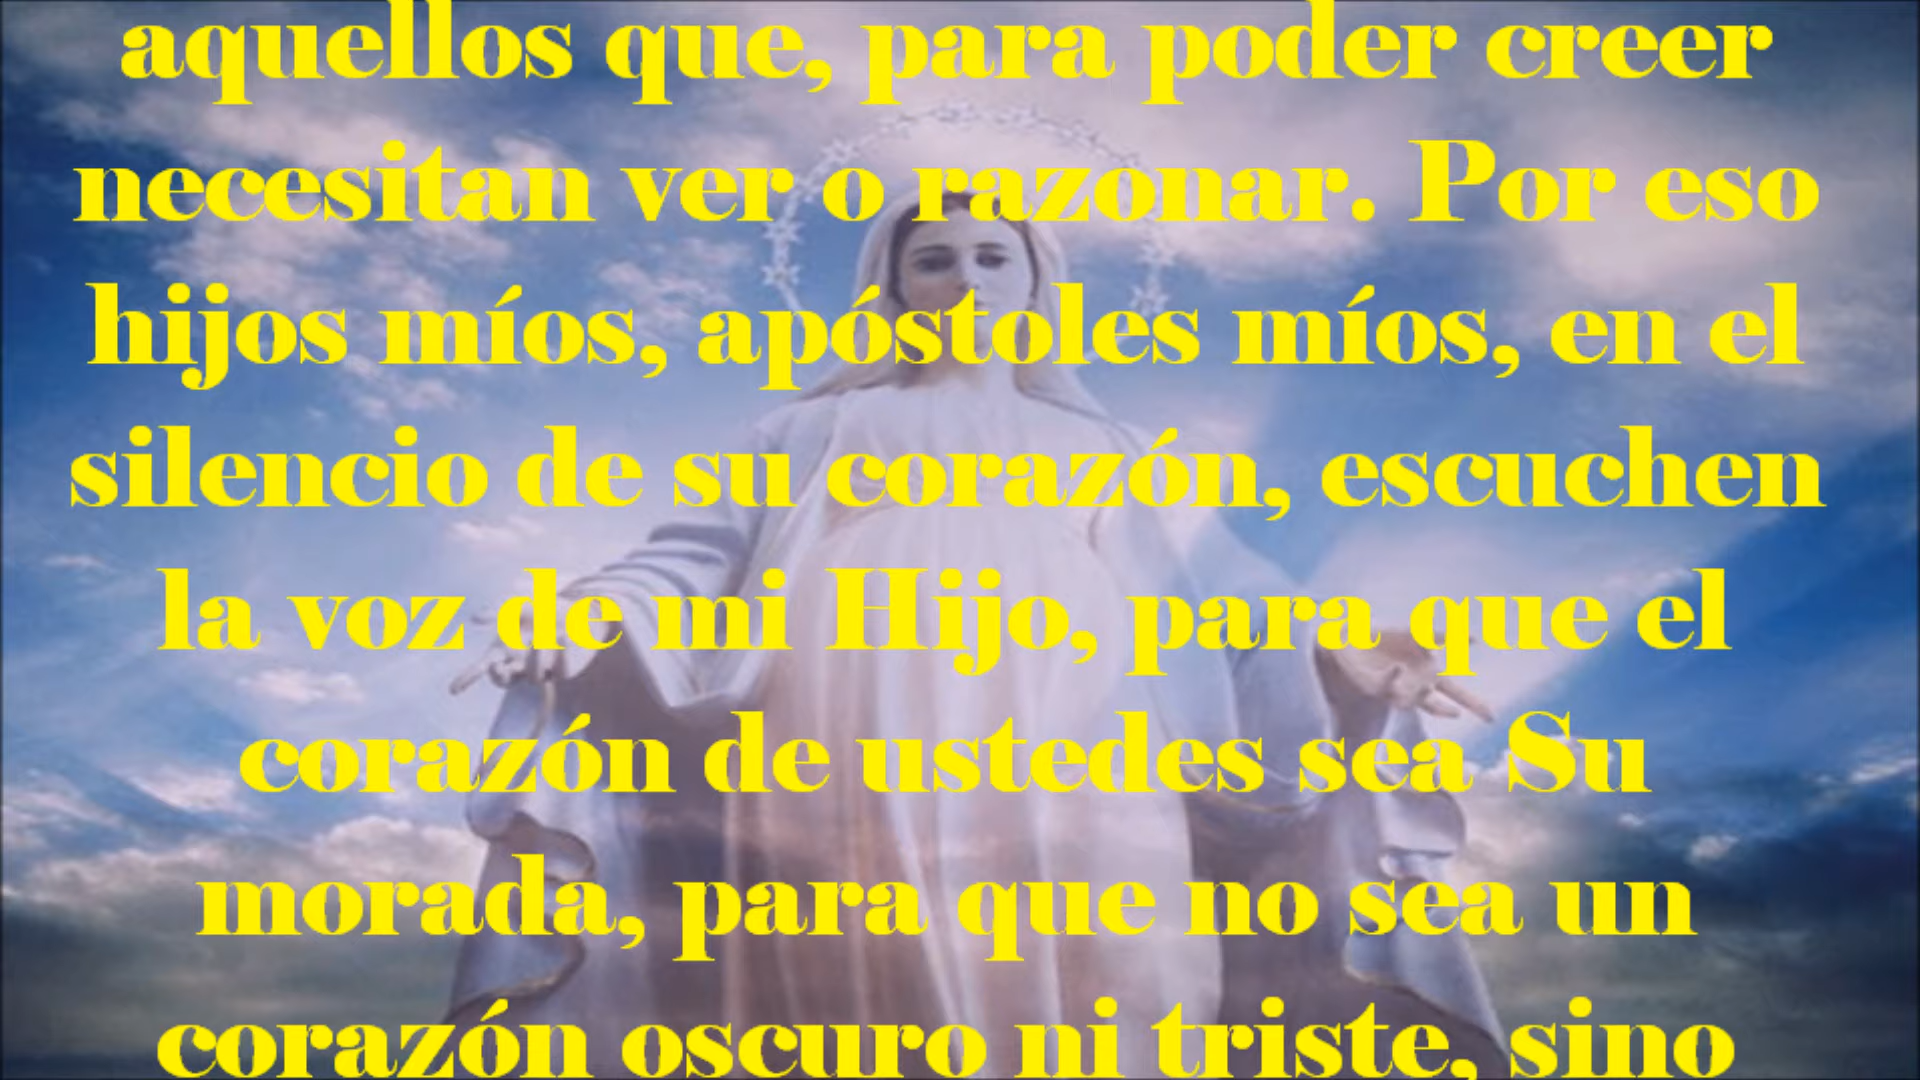 aquellos que, para poder creer
necesitan ver o razonar. Por eso
hijos míos, apóstoles míos, en el
silencio de su corazón, escuchen
la voz de mi Hijo, para que el
corazón de ustedes sea Su
morada, para que no sea un
corazón oscuro ni triste, sino